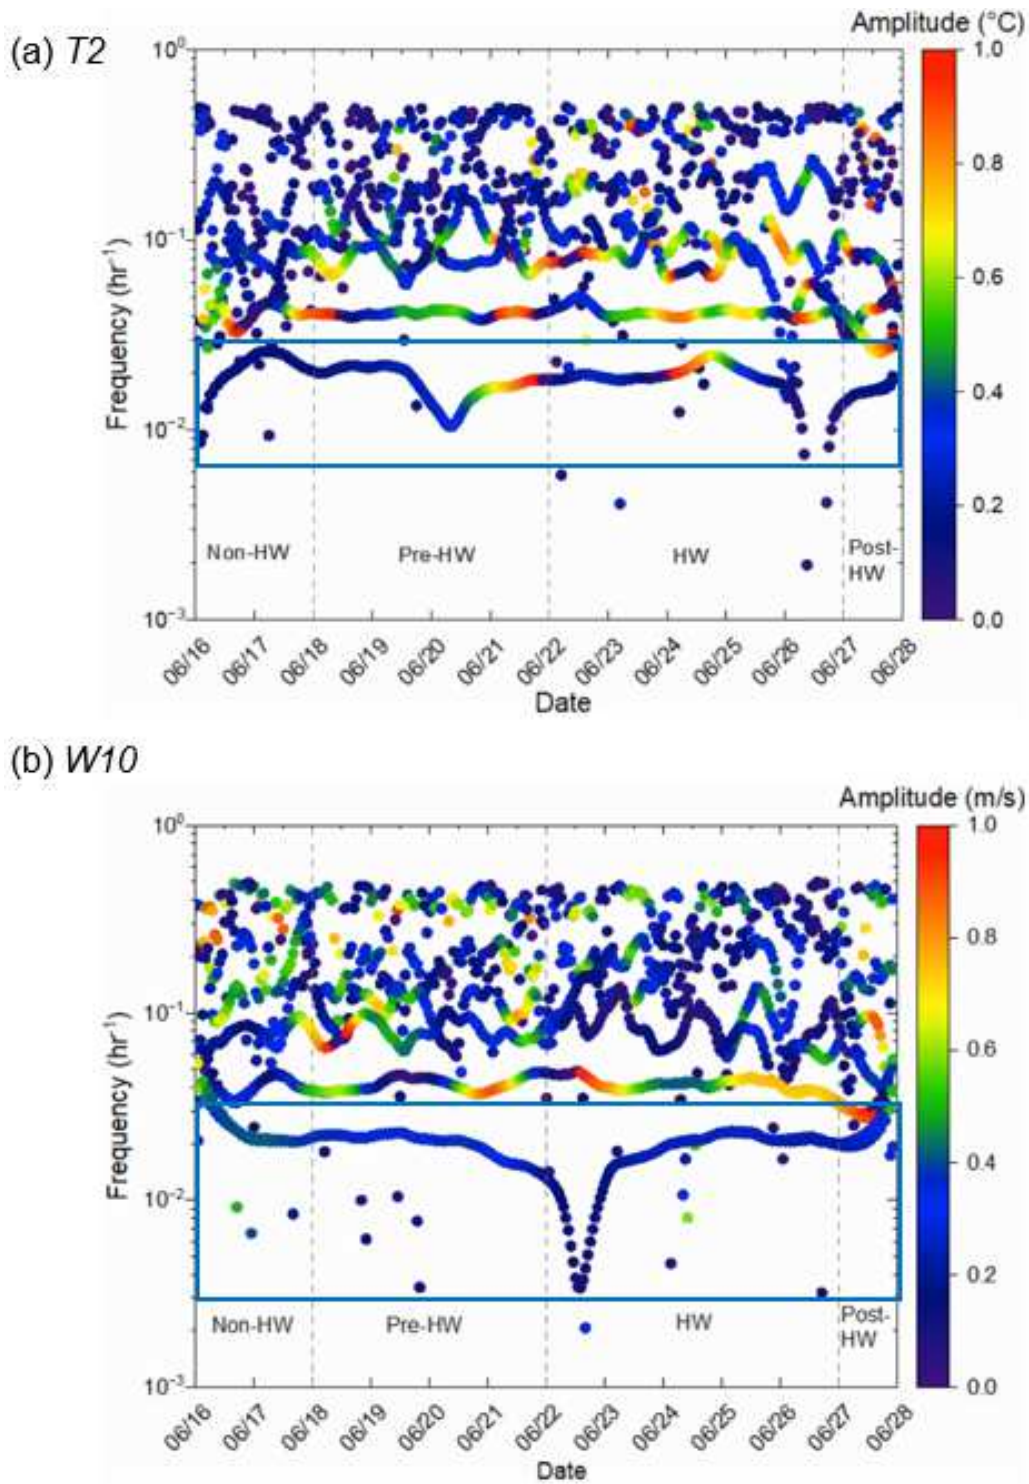 (a) T2
Amplitude (°C)
10⁰
10⁻¹
10⁻²
10⁻³
Frequency (hr⁻¹)
1.0
0.8
0.6
0.4
0.2
0.0
Non-HW
Pre-HW
HW
Post-
HW
06/16
06/17
06/18
06/19
06/20
06/21
06/22
06/23
06/24
06/25
06/26
06/27
06/28
Date
(b) W10
Amplitude (m/s)
10⁰
10⁻¹
10⁻²
10⁻³
Frequency (hr⁻¹)
1.0
0.8
0.6
0.4
0.2
0.0
Non-HW
Pre-HW
HW
Post-
HW
06/16
06/17
06/18
06/19
06/20
06/21
06/22
06/23
06/24
06/25
06/26
06/27
06/28
Date